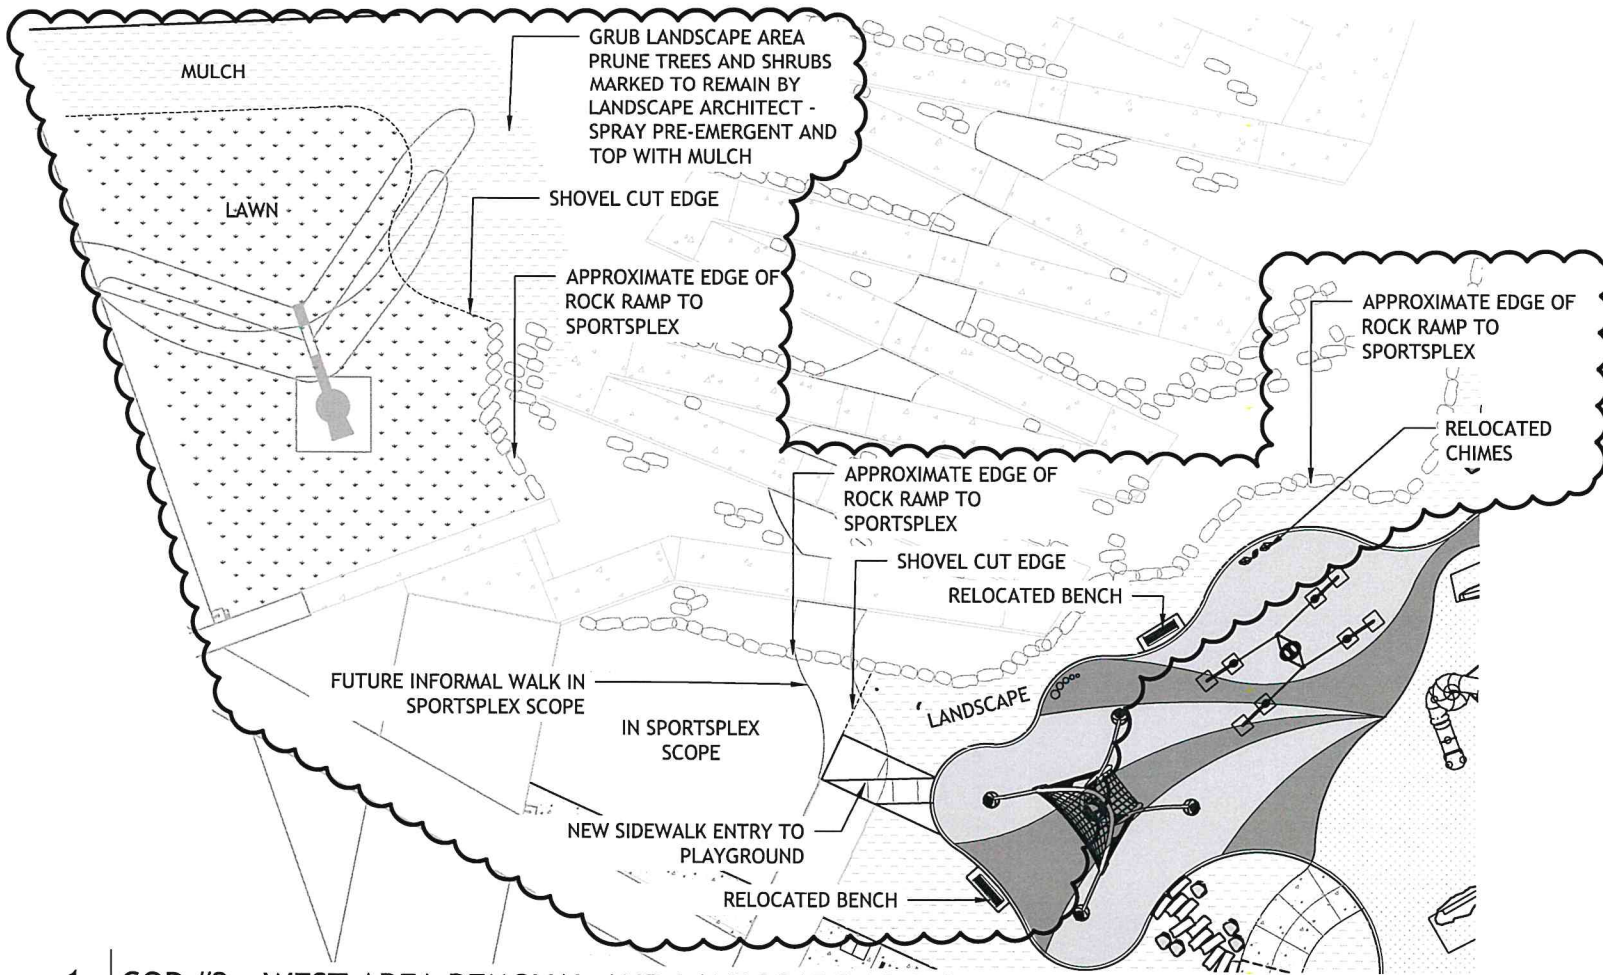 MULCH
GRUB LANDSCAPE AREA
PRUNE TREES AND SHRUBS
MARKED TO REMAIN BY
LANDSCAPE ARCHITECT -
SPRAY PRE-EMERGENT AND
TOP WITH MULCH
SHOVEL CUT EDGE
LAWN
APPROXIMATE EDGE OF
ROCK RAMP TO
SPORTSPLEX
APPROXIMATE EDGE OF
ROCK RAMP TO
SPORTSPLEX
RELOCATED
CHIMES
APPROXIMATE EDGE OF
ROCK RAMP TO
SPORTSPLEX
SHOVEL CUT EDGE
RELOCATED BENCH
FUTURE INFORMAL WALK IN
SPORTSPLEX SCOPE
IN SPORTSPLEX
SCOPE
LANDSCAPE
NEW SIDEWALK ENTRY TO
PLAYGROUND
RELOCATED BENCH